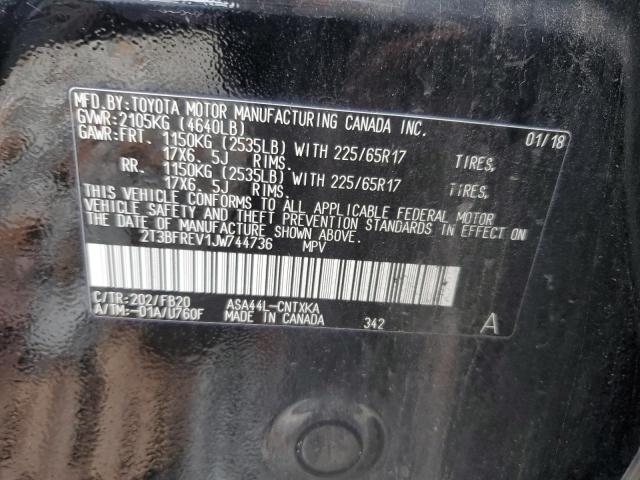 MFD.BY:TOYOTA MOTOR MANUFACTURING CANADA INC.
GVWR:2105KG (4640LB) 01/18
GAWR:FRT. 1150KG (2535LB) WITH 225/65R17 TIRES,
17X6. 5J RIMS.
RR. 1150KG (2535LB) WITH 225/65R17 TIRES,
17X6. 5J RIMS.
THIS VEHICLE CONFORMS TO ALL APPLICABLE FEDERAL MOTOR
VEHICLE SAFETY AND THEFT PREVENTION STANDARDS IN EFFECT ON
THE DATE OF MANUFACTURE SHOWN ABOVE.
2T3BFREV1JW744736 MPV
C/TR:202/FB20 ASA44L-CNTXKA
A/TM:-01A/U760F MADE IN CANADA 342 A